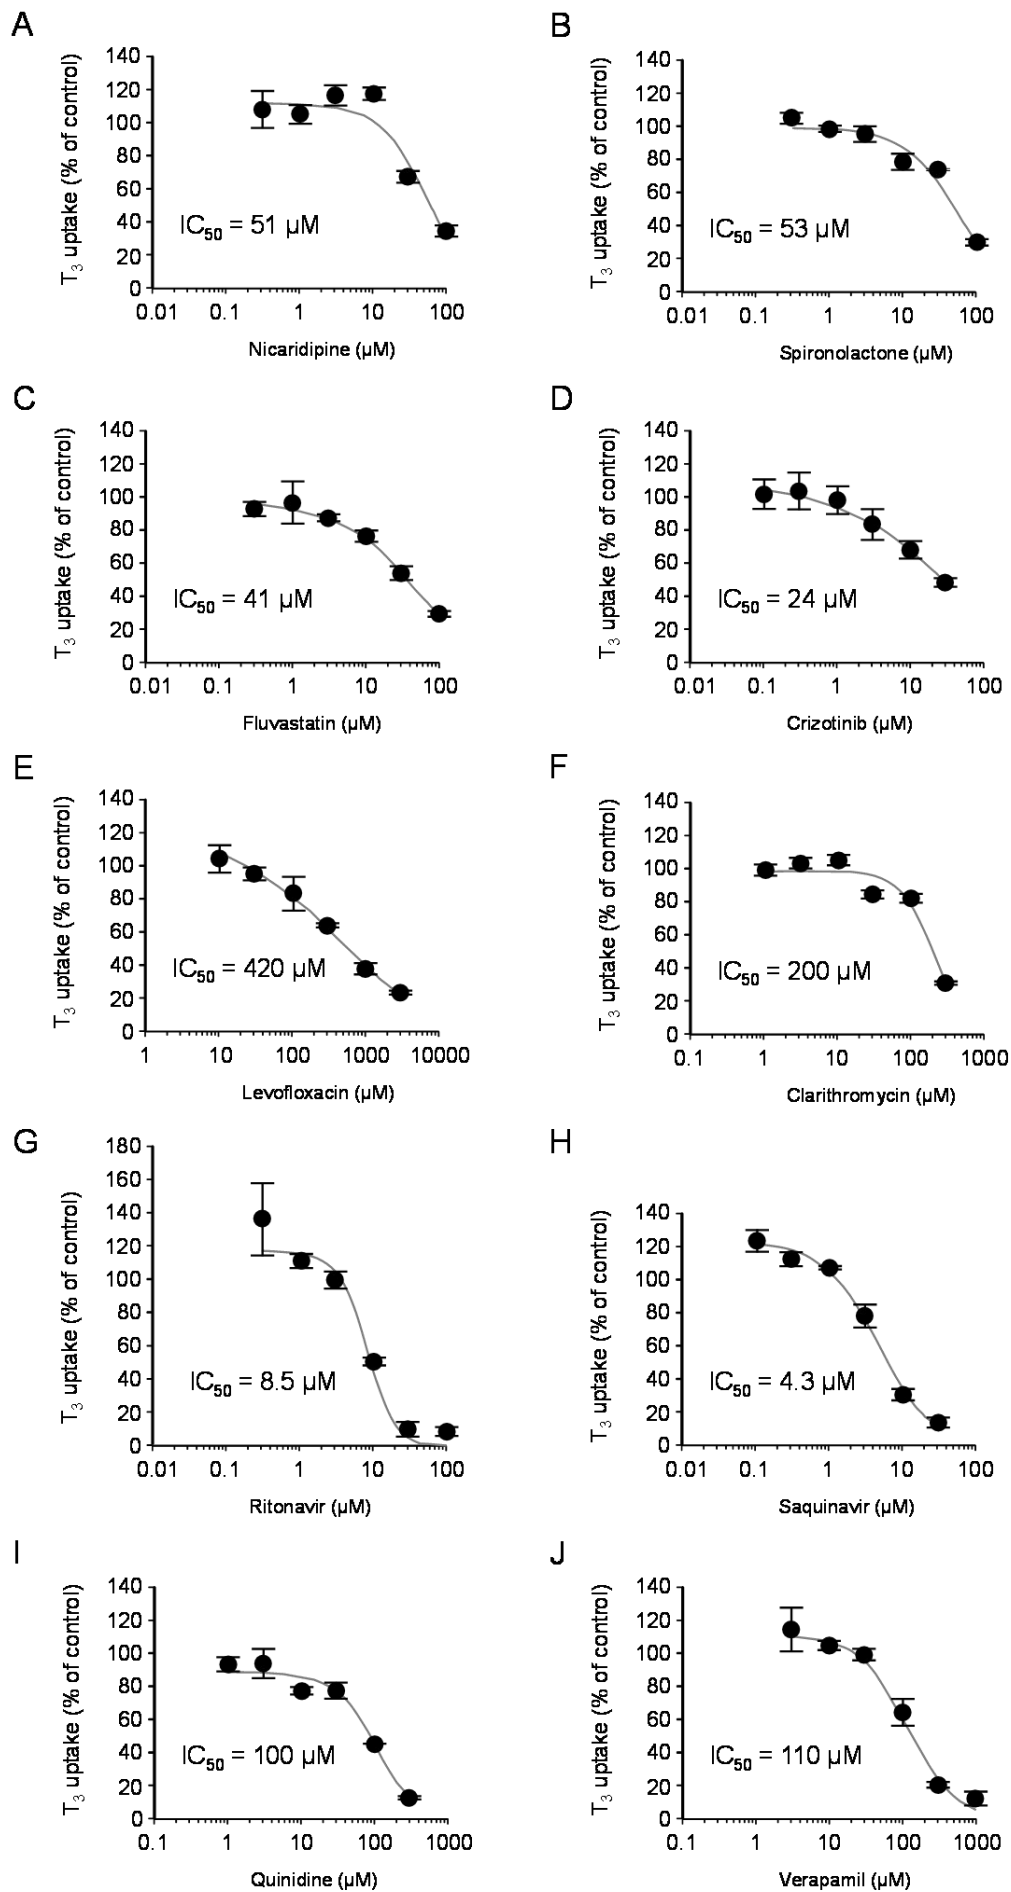 A
T3 uptake (% of control)
140
120
100
80
60
40
20
0
IC50 = 51 µM
0.01 0.1 1 10 100
Nicaridipine (µM)
B
T3 uptake (% of control)
140
120
100
80
60
40
20
0
IC50 = 53 µM
0.01 0.1 1 10 100
Spironolactone (µM)
C
T3 uptake (% of control)
140
120
100
80
60
40
20
0
IC50 = 41 µM
0.01 0.1 1 10 100
Fluvastatin (µM)
D
T3 uptake (% of control)
140
120
100
80
60
40
20
0
IC50 = 24 µM
0.01 0.1 1 10 100
Crizotinib (µM)
E
T3 uptake (% of control)
140
120
100
80
60
40
20
0
IC50 = 420 µM
1 10 100 1000 10000
Levofloxacin (µM)
F
T3 uptake (% of control)
140
120
100
80
60
40
20
0
IC50 = 200 µM
0.1 1 10 100 1000
Clarithromycin (µM)
G
T3 uptake (% of control)
180
160
140
120
100
80
60
40
20
0
IC50 = 8.5 µM
0.01 0.1 1 10 100
Ritonavir (µM)
H
T3 uptake (% of control)
140
120
100
80
60
40
20
0
IC50 = 4.3 µM
0.01 0.1 1 10 100
Saquinavir (µM)
I
T3 uptake (% of control)
140
120
100
80
60
40
20
0
IC50 = 100 µM
0.1 1 10 100 1000
Quinidine (µM)
J
T3 uptake (% of control)
140
120
100
80
60
40
20
0
IC50 = 110 µM
0.1 1 10 100 1000
Verapamil (µM)